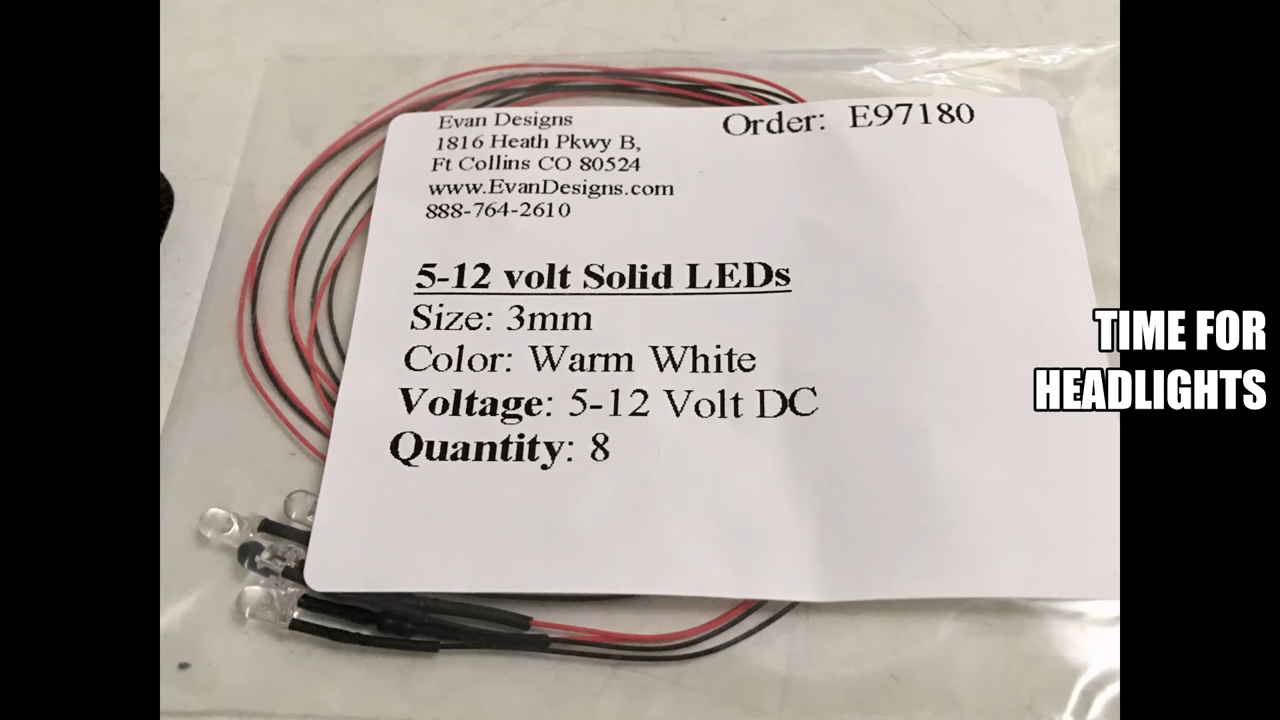 Evan Designs
1816 Heath Pkwy B,
Ft Collins CO 80524
www.EvanDesigns.com
888-764-2610
Order: E97180
5-12 volt Solid LEDs
Size: 3mm
Color: Warm White
Voltage: 5-12 Volt DC
Quantity: 8
TIME FOR
HEADLIGHTS